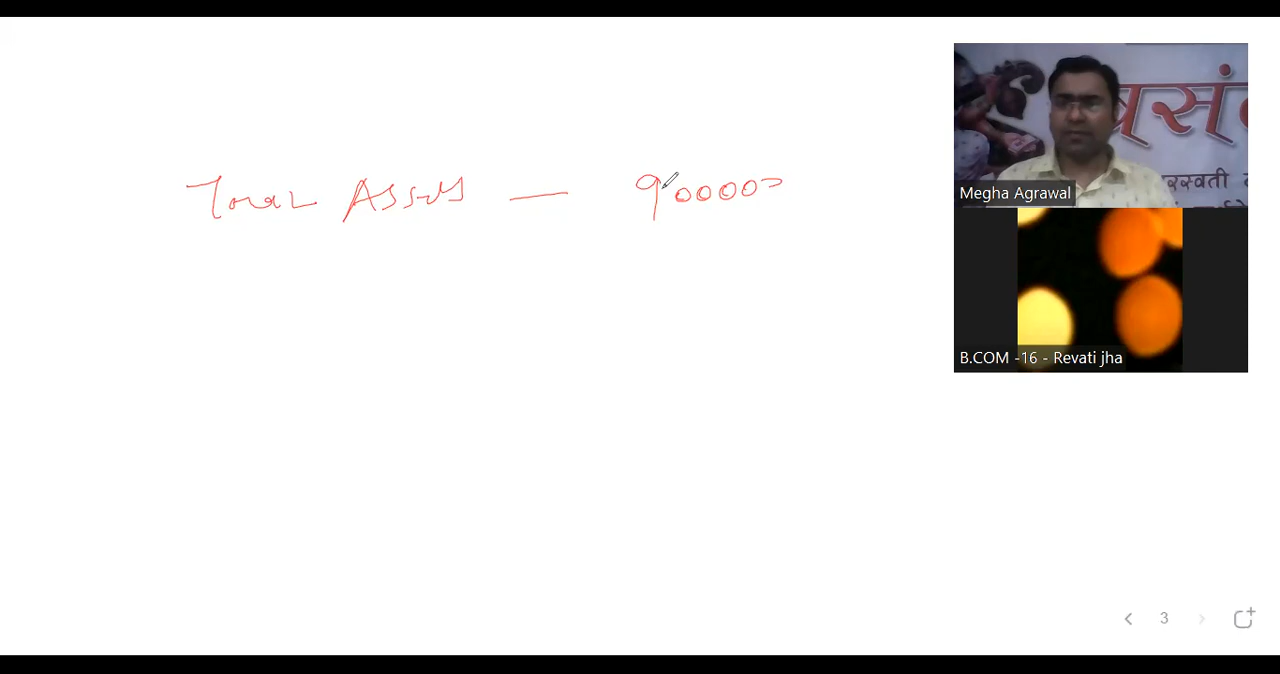 Total Assets — 900000
Megha Agrawal
B.COM -16 - Revati jha
3